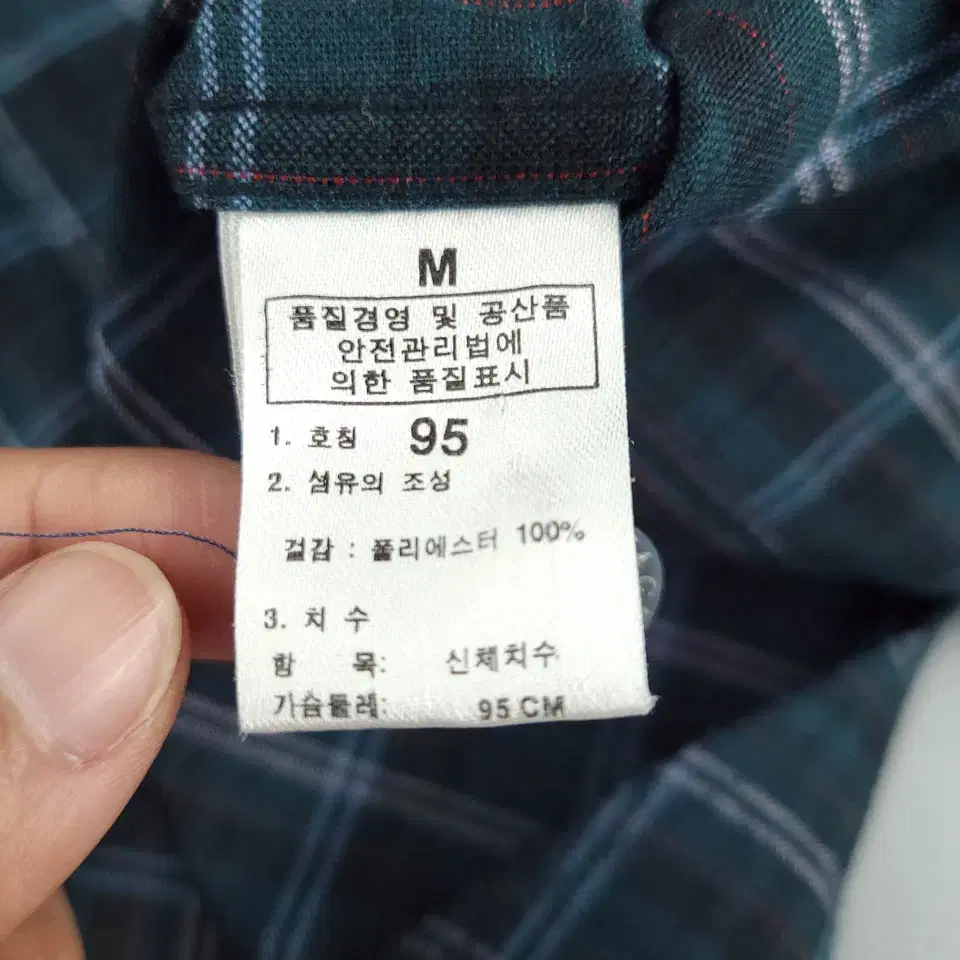 M
품질경영 및 공산품
안전관리법에
의한 품질표시
1. 호칭 95
2. 섬유의 조성
겉감 : 폴리에스터 100%
3. 치 수
항 목: 신체치수
가슴둘레: 95 CM